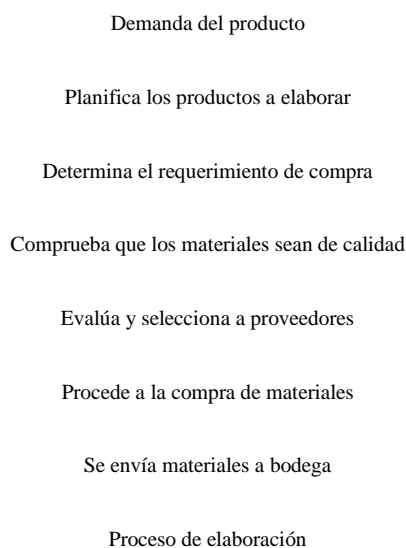 Demanda del producto
Planifica los productos a elaborar
Determina el requerimiento de compra
Comprueba que los materiales sean de calidad
Evalúa y selecciona a proveedores
Procede a la compra de materiales
Se envía materiales a bodega
Proceso de elaboración